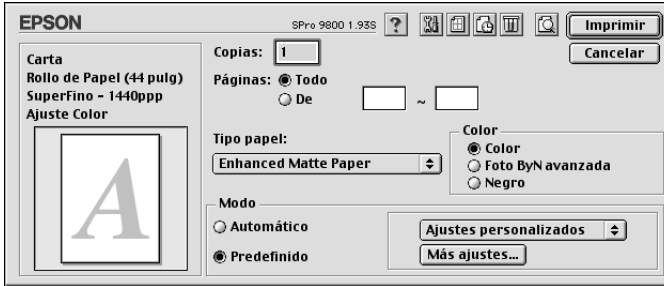 EPSON
SPro 9800 1.93S
?
Imprimir
Cancelar
Carta
Rollo de Papel (44 pulg)
SuperFino - 1440ppp
Ajuste Color
A
Copias: 1
Páginas: Todo
De ~
Tipo papel:
Enhanced Matte Paper
Color
Color
Foto ByN avanzada
Negro
Modo
Automático
Predefinido
Ajustes personalizados
Más ajustes...